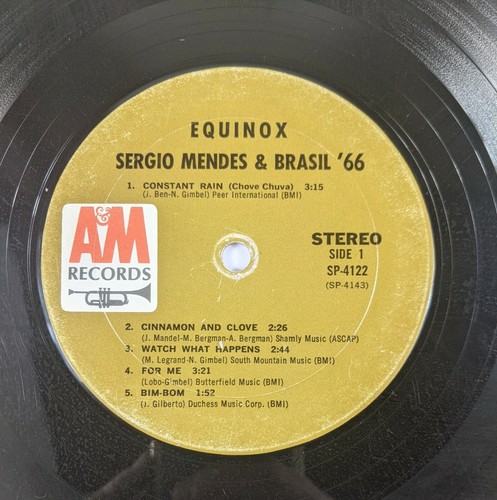 EQUINOX
SERGIO MENDES & BRASIL '66
1. CONSTANT RAIN (Chove Chuva) 3:15
(J. Ben-N. Gimbel) Peer International (BMI)
A&M
RECORDS
STEREO
SIDE 1
SP-4122
(SP-4143)
2. CINNAMON AND CLOVE 2:26
(J. Mandel-M. Bergman-A. Bergman) Shamly Music (ASCAP)
3. WATCH WHAT HAPPENS 2:44
(M. Legrand-N. Gimbel) South Mountain Music (BMI)
4. FOR ME 3:21
(Lobo-Gimbel) Butterfield Music (BMI)
5. BIM-BOM 1:52
(J. Gilberto) Duchess Music Corp. (BMI)